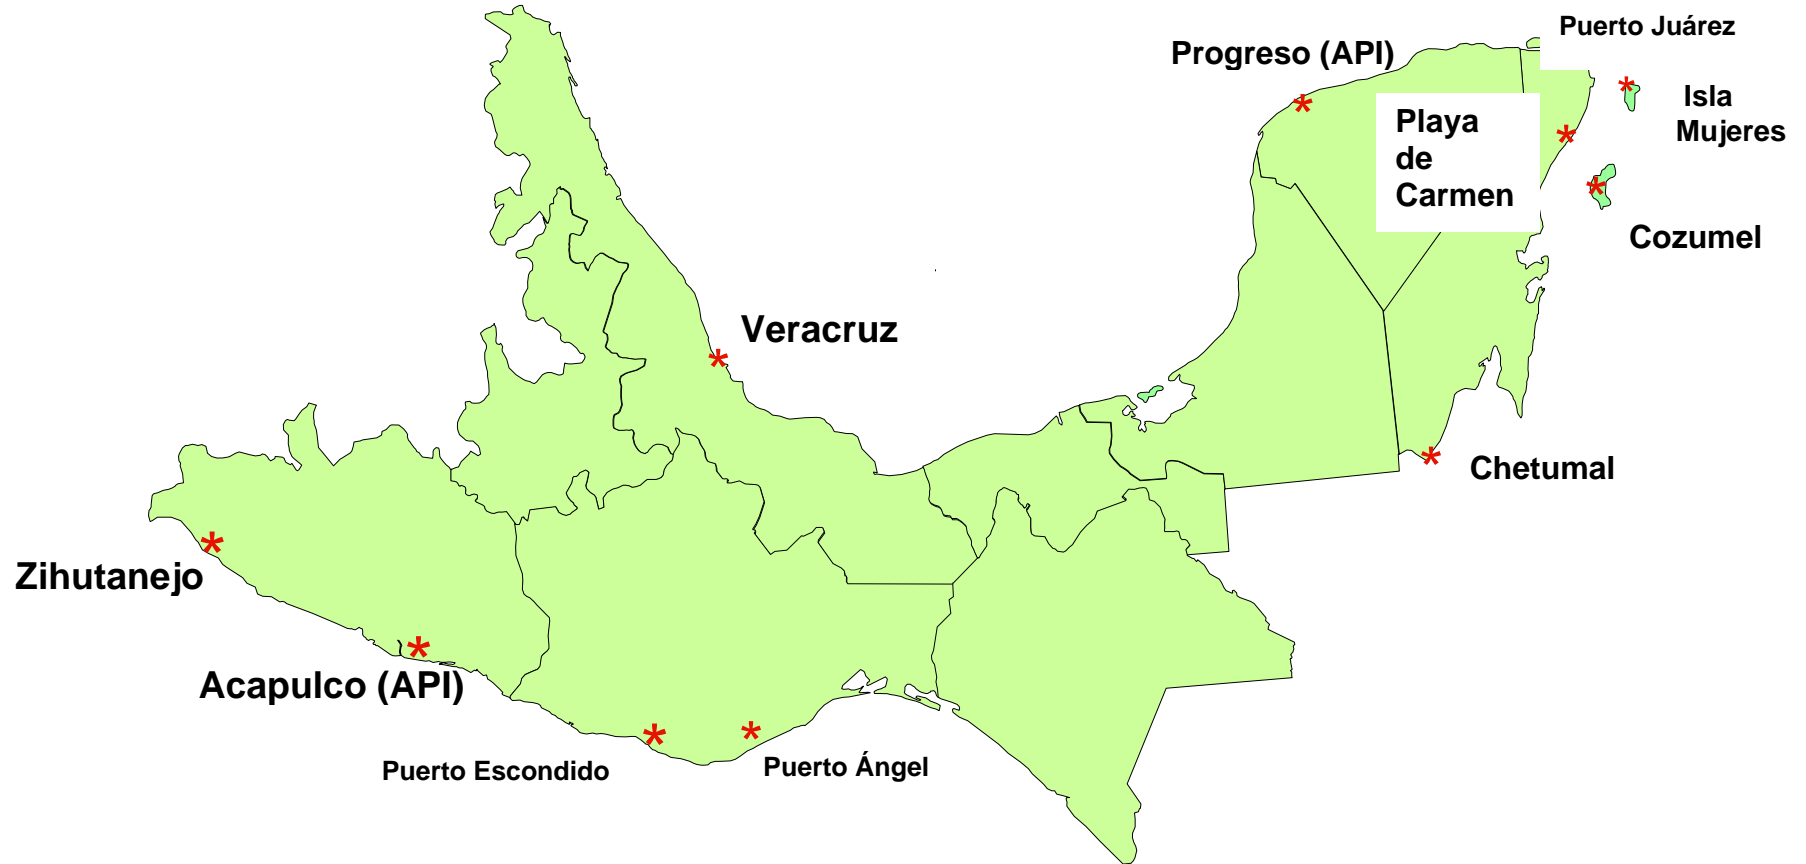 Puerto Juárez
Progreso (API)
Isla
Mujeres
Playa
de
Carmen
Cozumel
Veracruz
Chetumal
Zihutanejo
Acapulco (API)
Puerto Escondido
Puerto Ángel